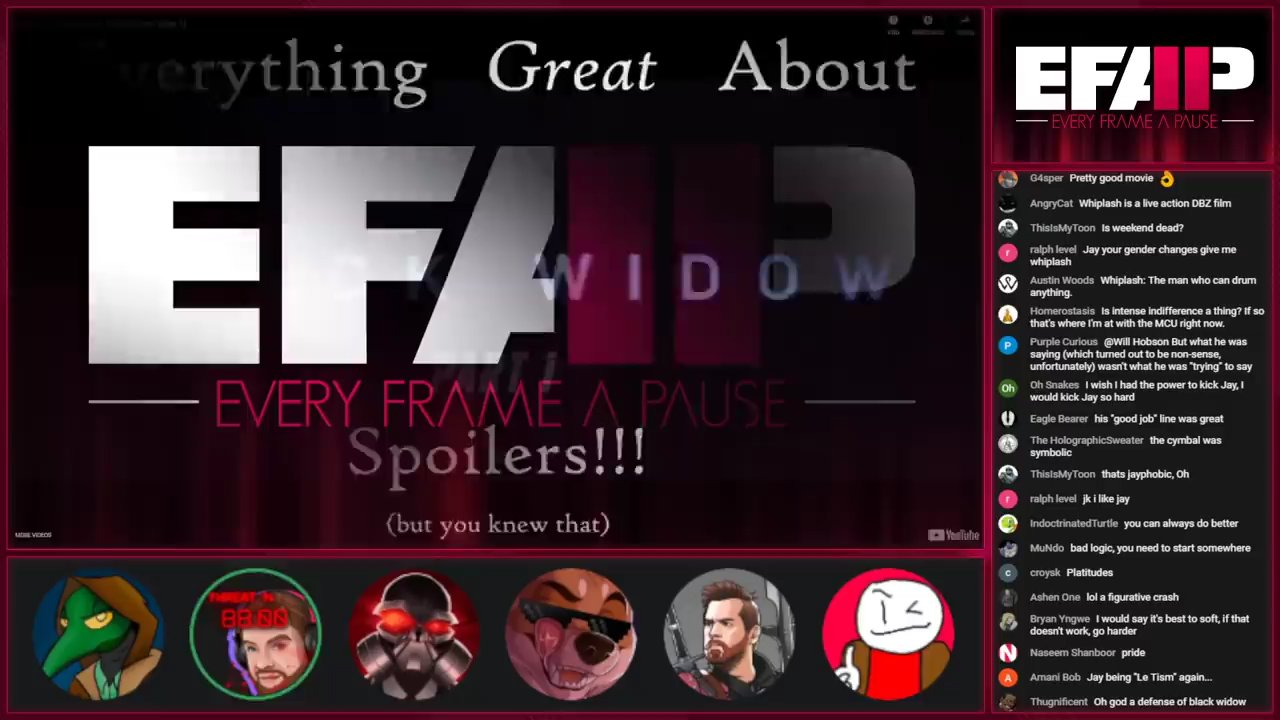 Everything Great About
EFAP
WIDOW
EVERY FRAME A PAUSE
Spoilers!!!
(but you knew that)
MORE VIDEOS
YouTube
THREAT %
88.00
EFAP
EVERY FRAME A PAUSE
G4sper Pretty good movie 👌
AngryCat Whiplash is a live action DBZ film
ThisIsMyToon Is weekend dead?
r
ralph level Jay your gender changes give me
whiplash
Austin Woods Whiplash: The man who can drum
anything.
Homerostasis Is intense indifference a thing? If so
that's where I'm at with the MCU right now.
P
Purple Curious @Will Hobson But what he was
saying (which turned out to be non-sense,
unfortunately) wasn't what he was "trying" to say
Oh
Oh Snakes I wish I had the power to kick Jay, I
would kick Jay so hard
Eagle Bearer his "good job" line was great
The HolographicSweater the cymbal was
symbolic
ThisIsMyToon thats jayphobic, Oh
r
ralph level jk i like jay
IndoctrinatedTurtle you can always do better
MuNdo bad logic, you need to start somewhere
c
croysk Platitudes
Ashen One lol a figurative crash
Bryan Yngwe I would say it's best to soft, if that
doesn't work, go harder
N
Naseem Shanboor pride
A
Amani Bob Jay being "Le Tism" again...
Thugnificent Oh god a defense of black widow